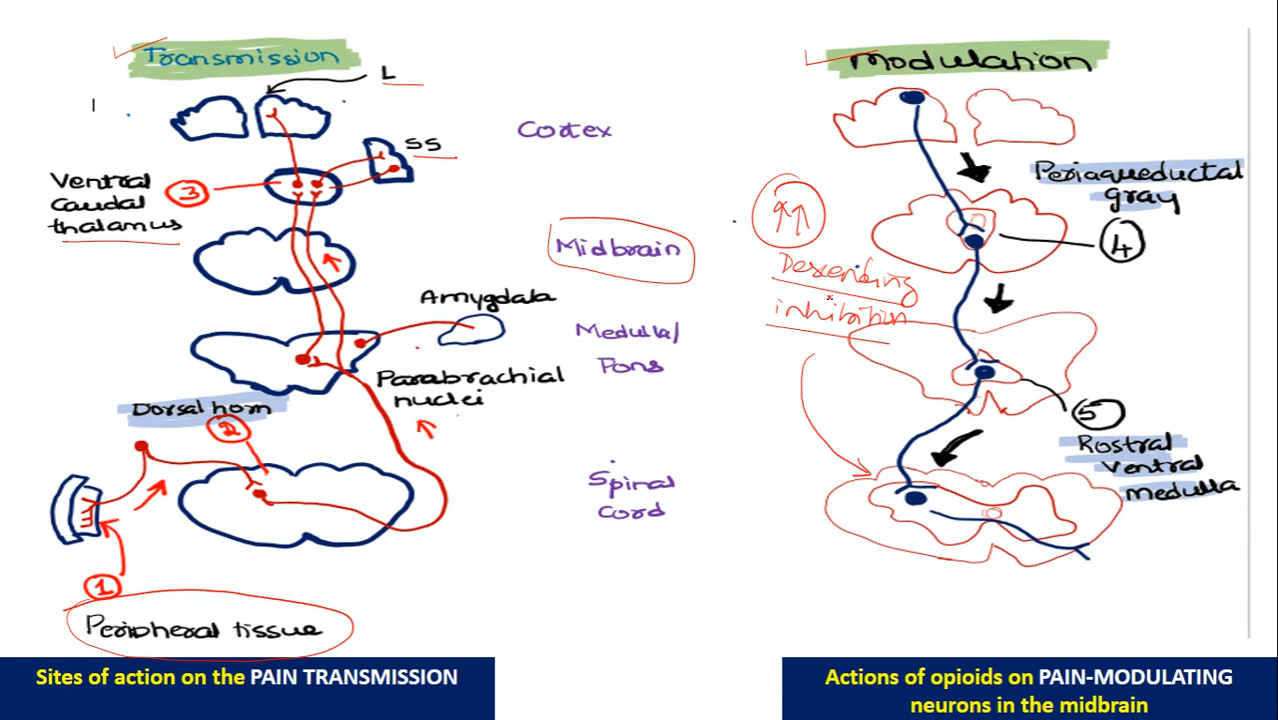 Transmission
L
SS
Ventral
caudal
thalamus
3
Amygdala
Parabrachial
nuclei
Dorsal horn
2
1
Peripheral tissue
Cortex
Midbrain
Medulla/
Pons
Spinal
cord
Modulation
Periaqueductal
gray
4
Descending
inhibition
5
Rostral
ventral
medulla
Sites of action on the PAIN TRANSMISSION
Actions of opioids on PAIN-MODULATING
neurons in the midbrain